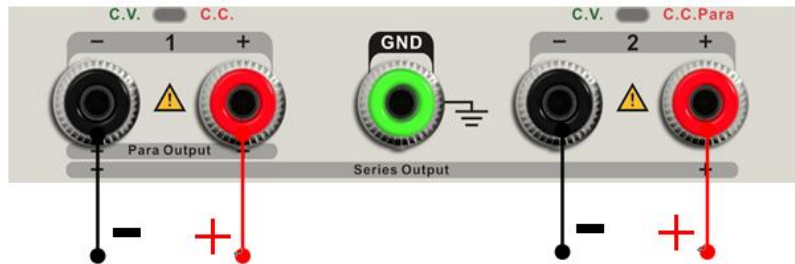 C.V. C.C. C.V. C.C.Para
− 1 + GND − 2 +
− Para Output +
− Series Output +
− + − +